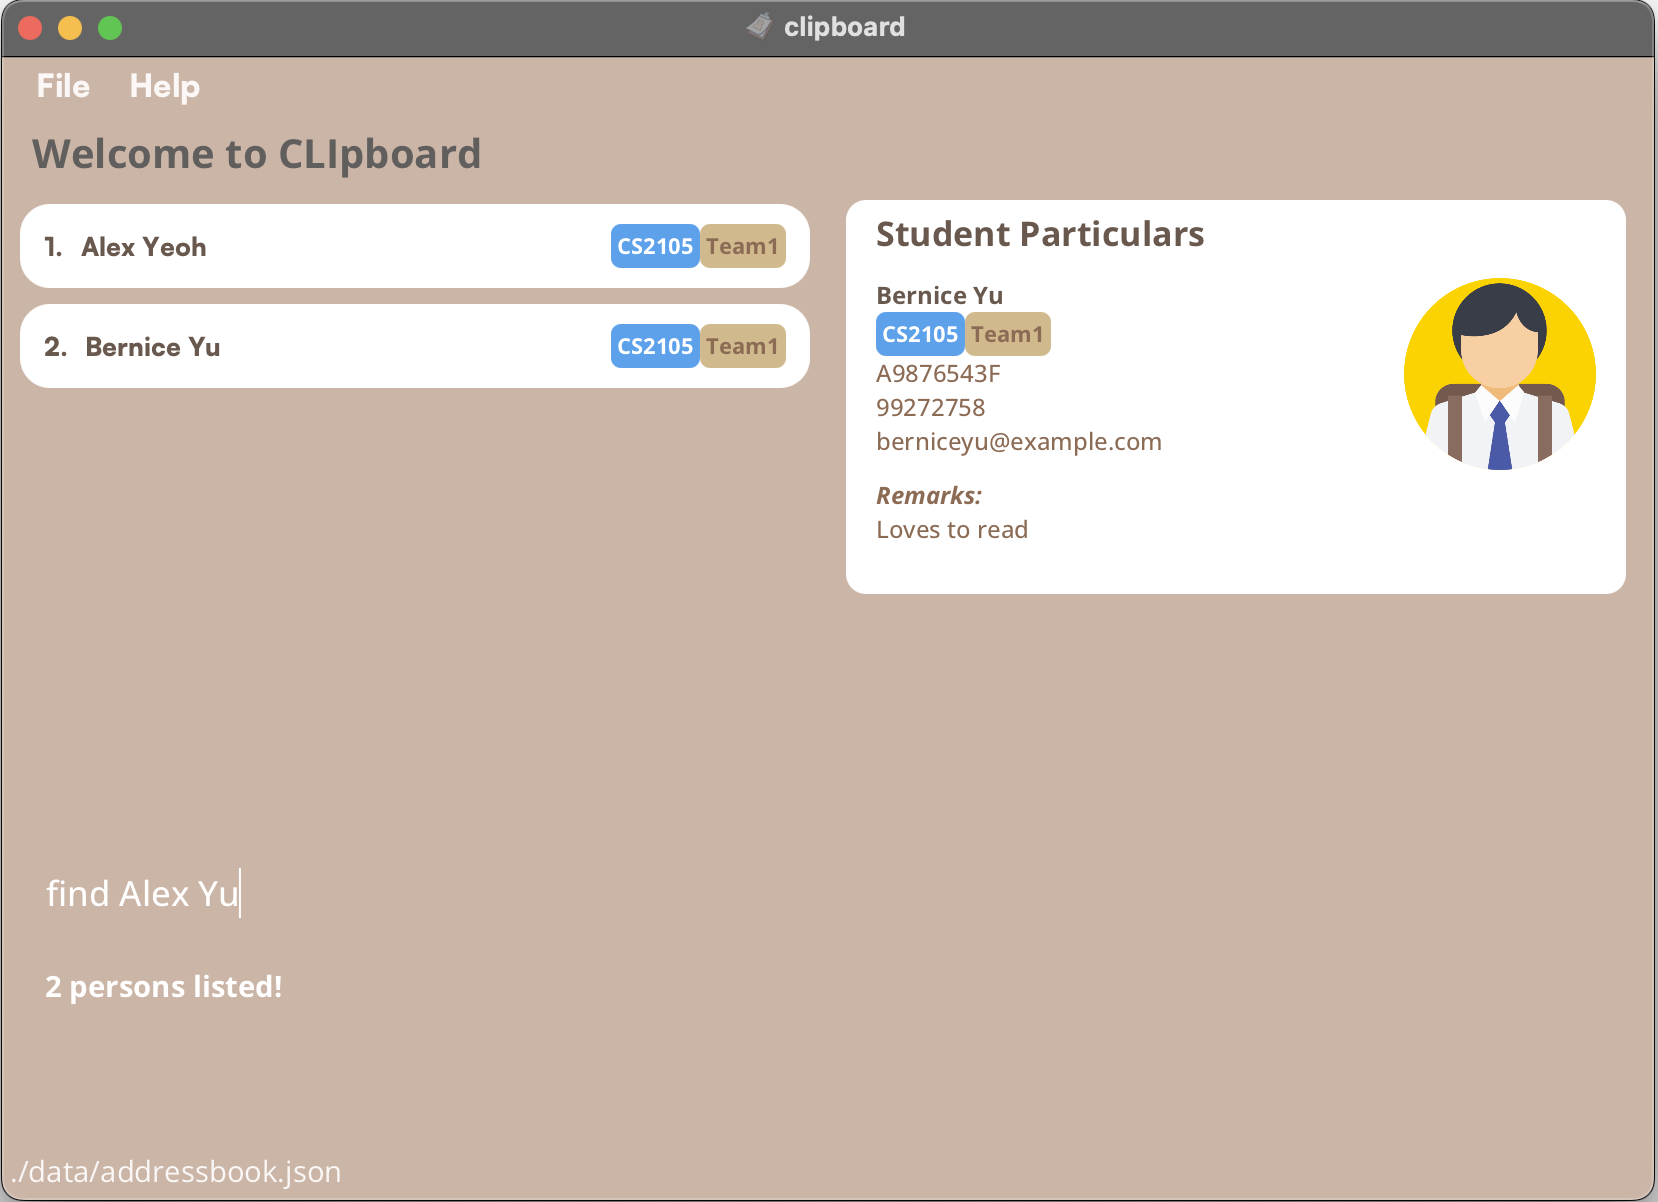 clipboard
File Help
Welcome to CLIpboard
1. Alex Yeoh CS2105 Team1
2. Bernice Yu CS2105 Team1
Student Particulars
Bernice Yu
CS2105 Team1
A9876543F
99272758
berniceyu@example.com
Remarks:
Loves to read
find Alex Yu
2 persons listed!
./data/addressbook.json